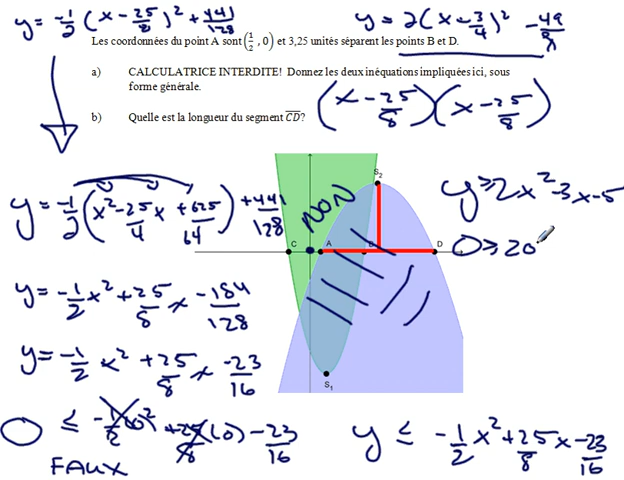 y = -1/2 (x - 25/8)² + 441/128
y = 2(x - 3/4)² - 49/8
Les coordonnées du point A sont (1/2 , 0) et 3,25 unités séparent les points B et D.
a) CALCULATRICE INTERDITE! Donnez les deux inéquations impliquées ici, sous
forme générale.
b) Quelle est la longueur du segment CD?
(x - 25/8)(x - 25/8)
S2
y = -1/2 (x² - 25/4 x + 625/64) + 441/128
NON
y ≥ 2x² - 3x - 5
C A B D
0 ≥ 20
y = -1/2 x² + 25/8 x - 184/128
y = -1/2 x² + 25/8 x - 23/16
S1
0 ≤ -1/2 (0)² + 25/8 (0) - 23/16
y ≤ -1/2 x² + 25/8 x - 23/16
FAUX